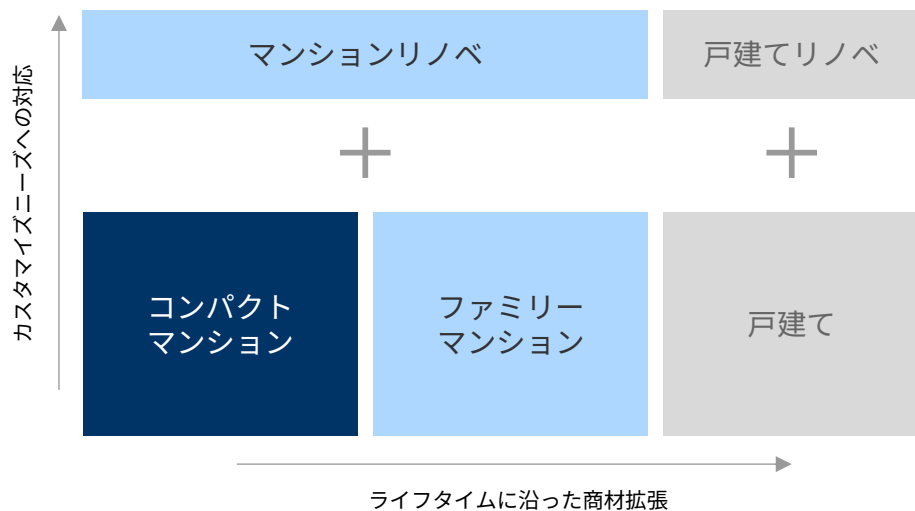 マンションリノベ
戸建てリノベ
カスタマイズニーズへの対応
コンパクト
マンション
ファミリー
マンション
戸建て
ライフタイムに沿った商材拡張